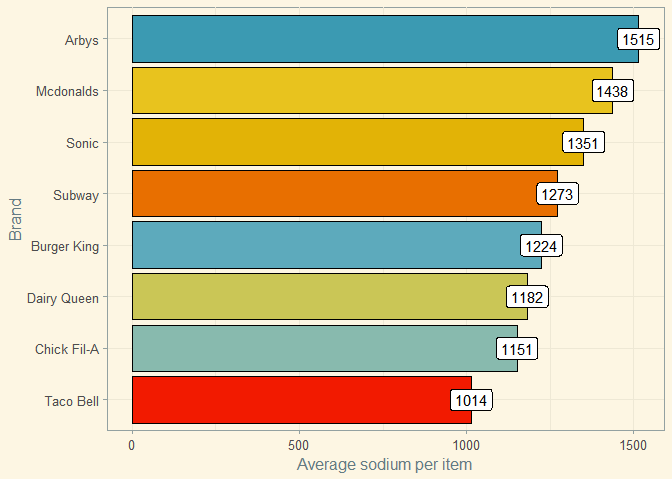 Brand
Arbys
1515
Mcdonalds
1438
Sonic
1351
Subway
1273
Burger King
1224
Dairy Queen
1182
Chick Fil-A
1151
Taco Bell
1014
0 500 1000 1500
Average sodium per item